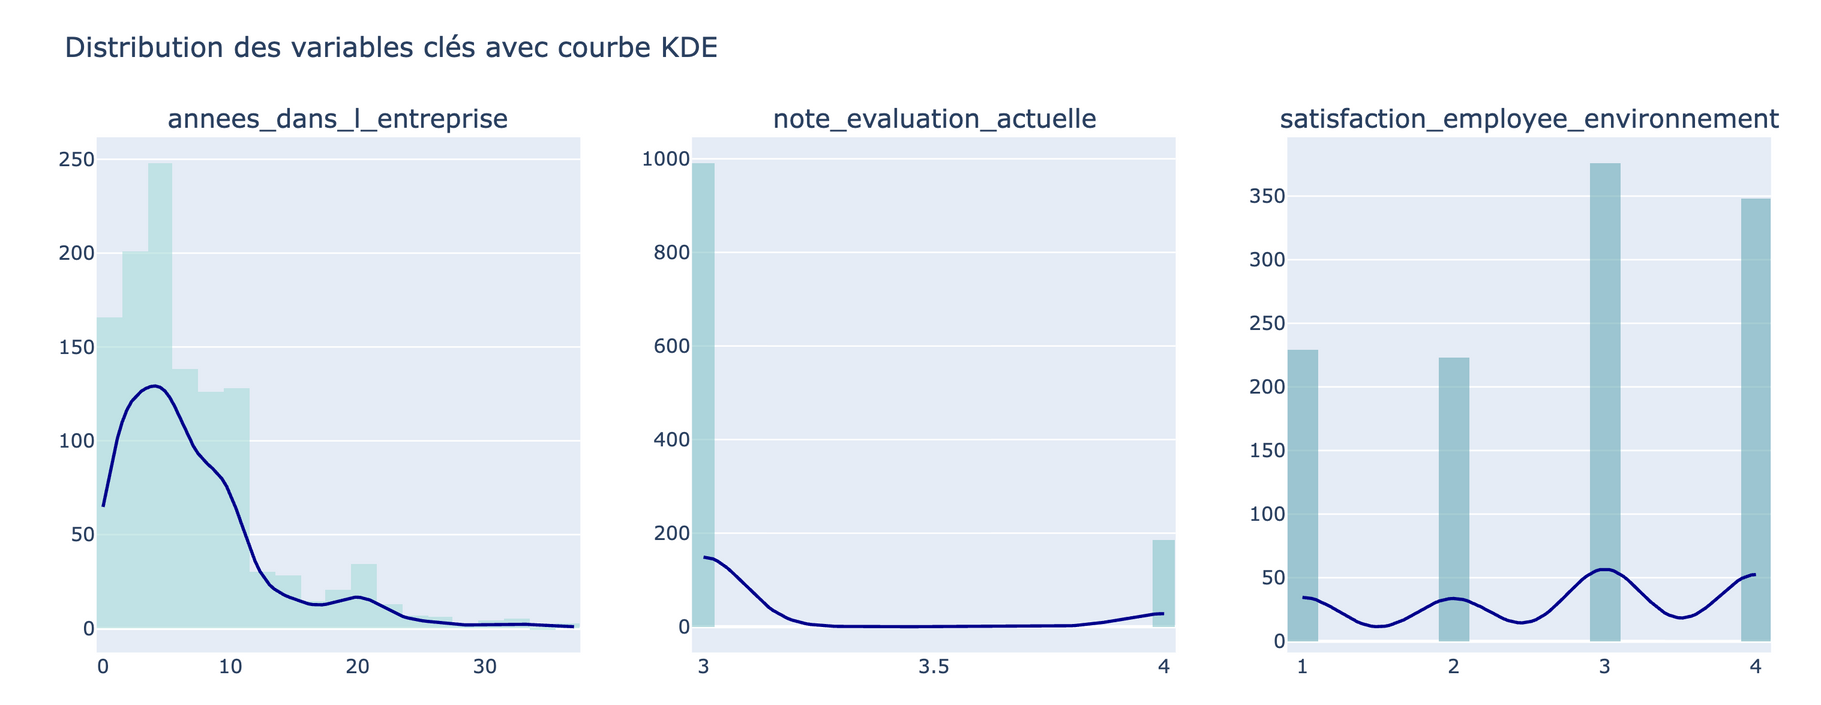 Distribution des variables clés avec courbe KDE
annees_dans_l_entreprise
note_evaluation_actuelle
satisfaction_employee_environnement
250
200
150
100
50
0
0 10 20 30
1000
800
600
400
200
0
3 3.5 4
350
300
250
200
150
100
50
0
1 2 3 4